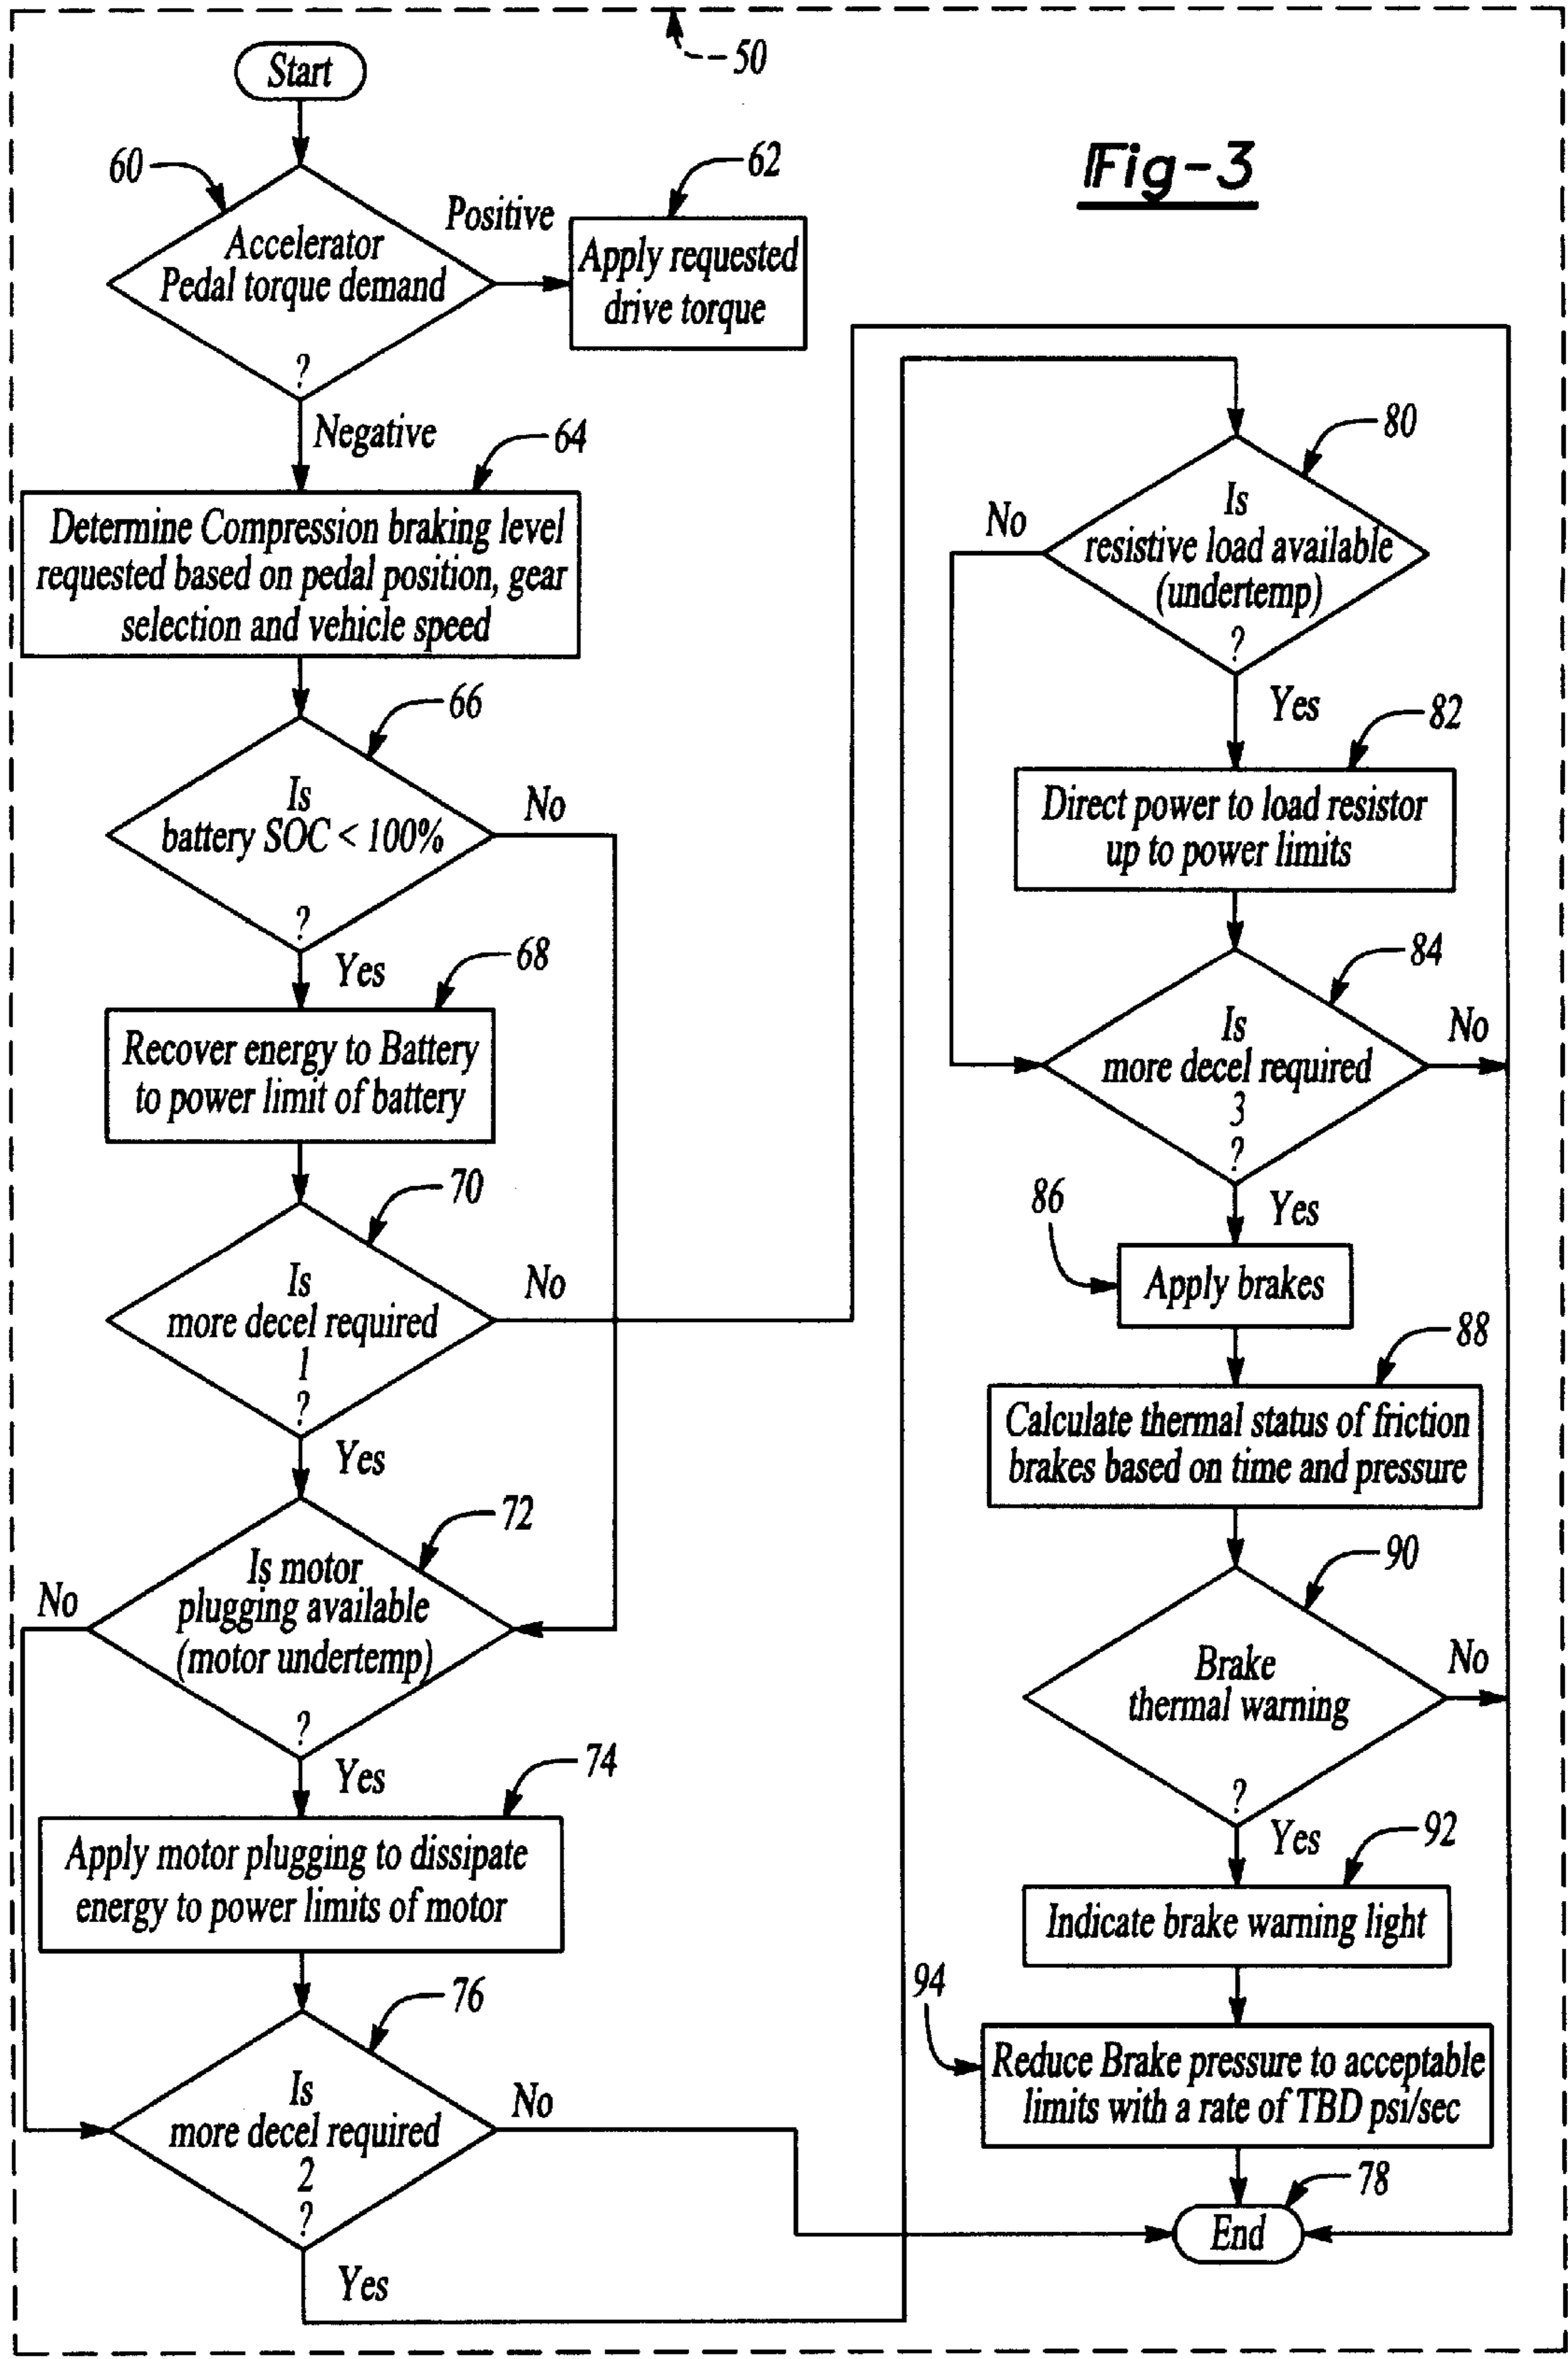 50
Start
Fig-3
60
62
Positive
Accelerator
Pedal torque demand
?
Apply requested
drive torque
Negative
64
Determine Compression braking level
requested based on pedal position, gear
selection and vehicle speed
66
Is
battery SOC < 100%
?
No
Yes
68
Recover energy to Battery
to power limit of battery
70
Is
more decel required
1
?
No
Yes
72
Is motor
plugging available
(motor undertemp)
?
No
Yes
74
Apply motor plugging to dissipate
energy to power limits of motor
76
Is
more decel required
2
?
No
Yes
80
Is
resistive load available
(undertemp)
?
No
Yes
82
Direct power to load resistor
up to power limits
84
Is
more decel required
3
?
No
Yes
86
Apply brakes
88
Calculate thermal status of friction
brakes based on time and pressure
90
Brake
thermal warning
?
No
Yes
92
Indicate brake warning light
94
Reduce Brake pressure to acceptable
limits with a rate of TBD psi/sec
78
End